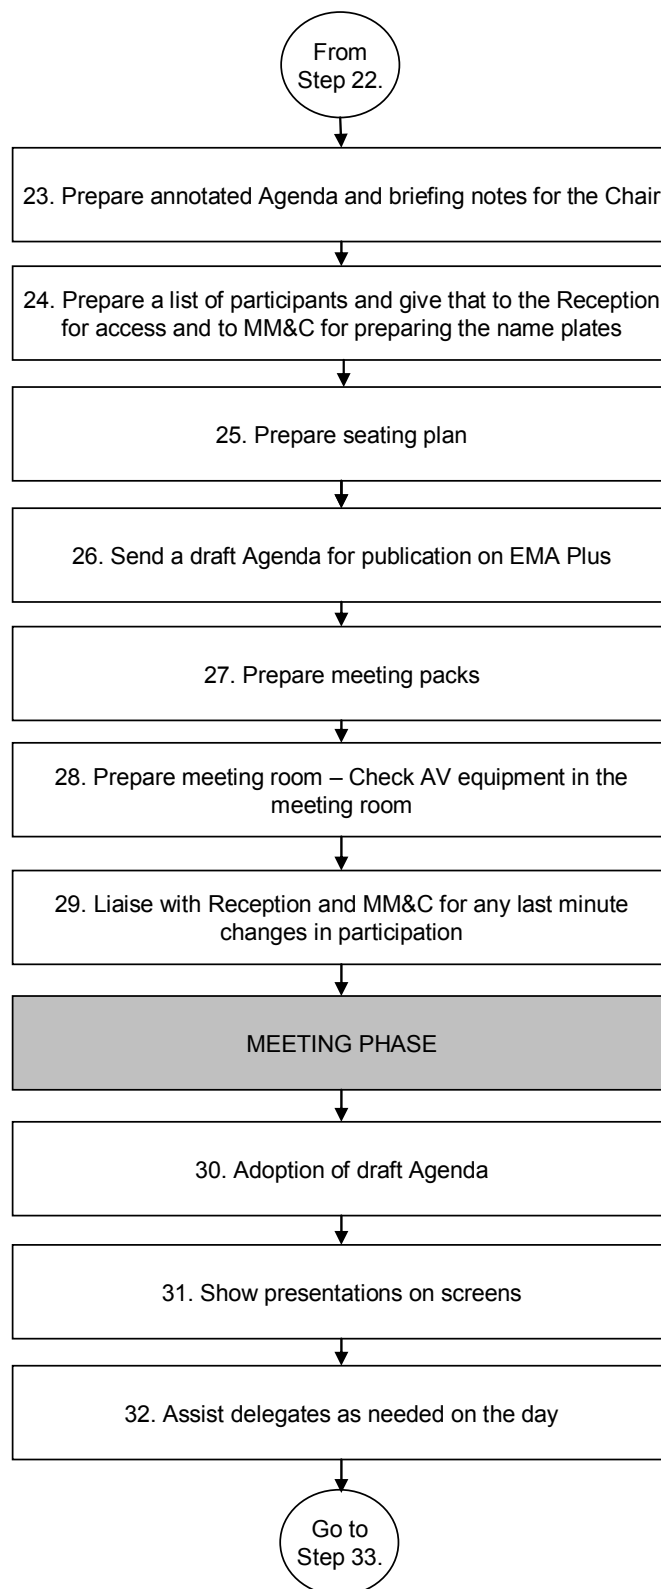 From
Step 22.
23. Prepare annotated Agenda and briefing notes for the Chair
24. Prepare a list of participants and give that to the Reception
for access and to MM&C for preparing the name plates
25. Prepare seating plan
26. Send a draft Agenda for publication on EMA Plus
27. Prepare meeting packs
28. Prepare meeting room – Check AV equipment in the
meeting room
29. Liaise with Reception and MM&C for any last minute
changes in participation
MEETING PHASE
30. Adoption of draft Agenda
31. Show presentations on screens
32. Assist delegates as needed on the day
Go to
Step 33.